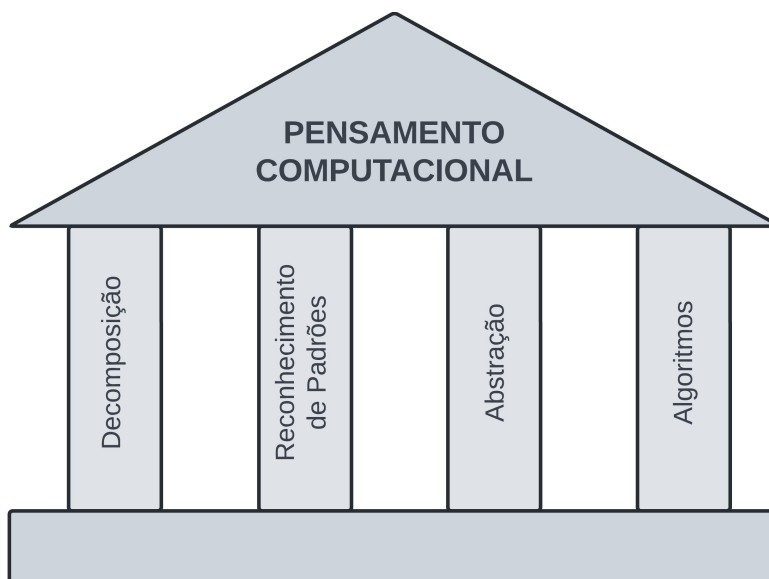 PENSAMENTO
COMPUTACIONAL
Decomposição
Reconhecimento
de Padrões
Abstração
Algoritmos